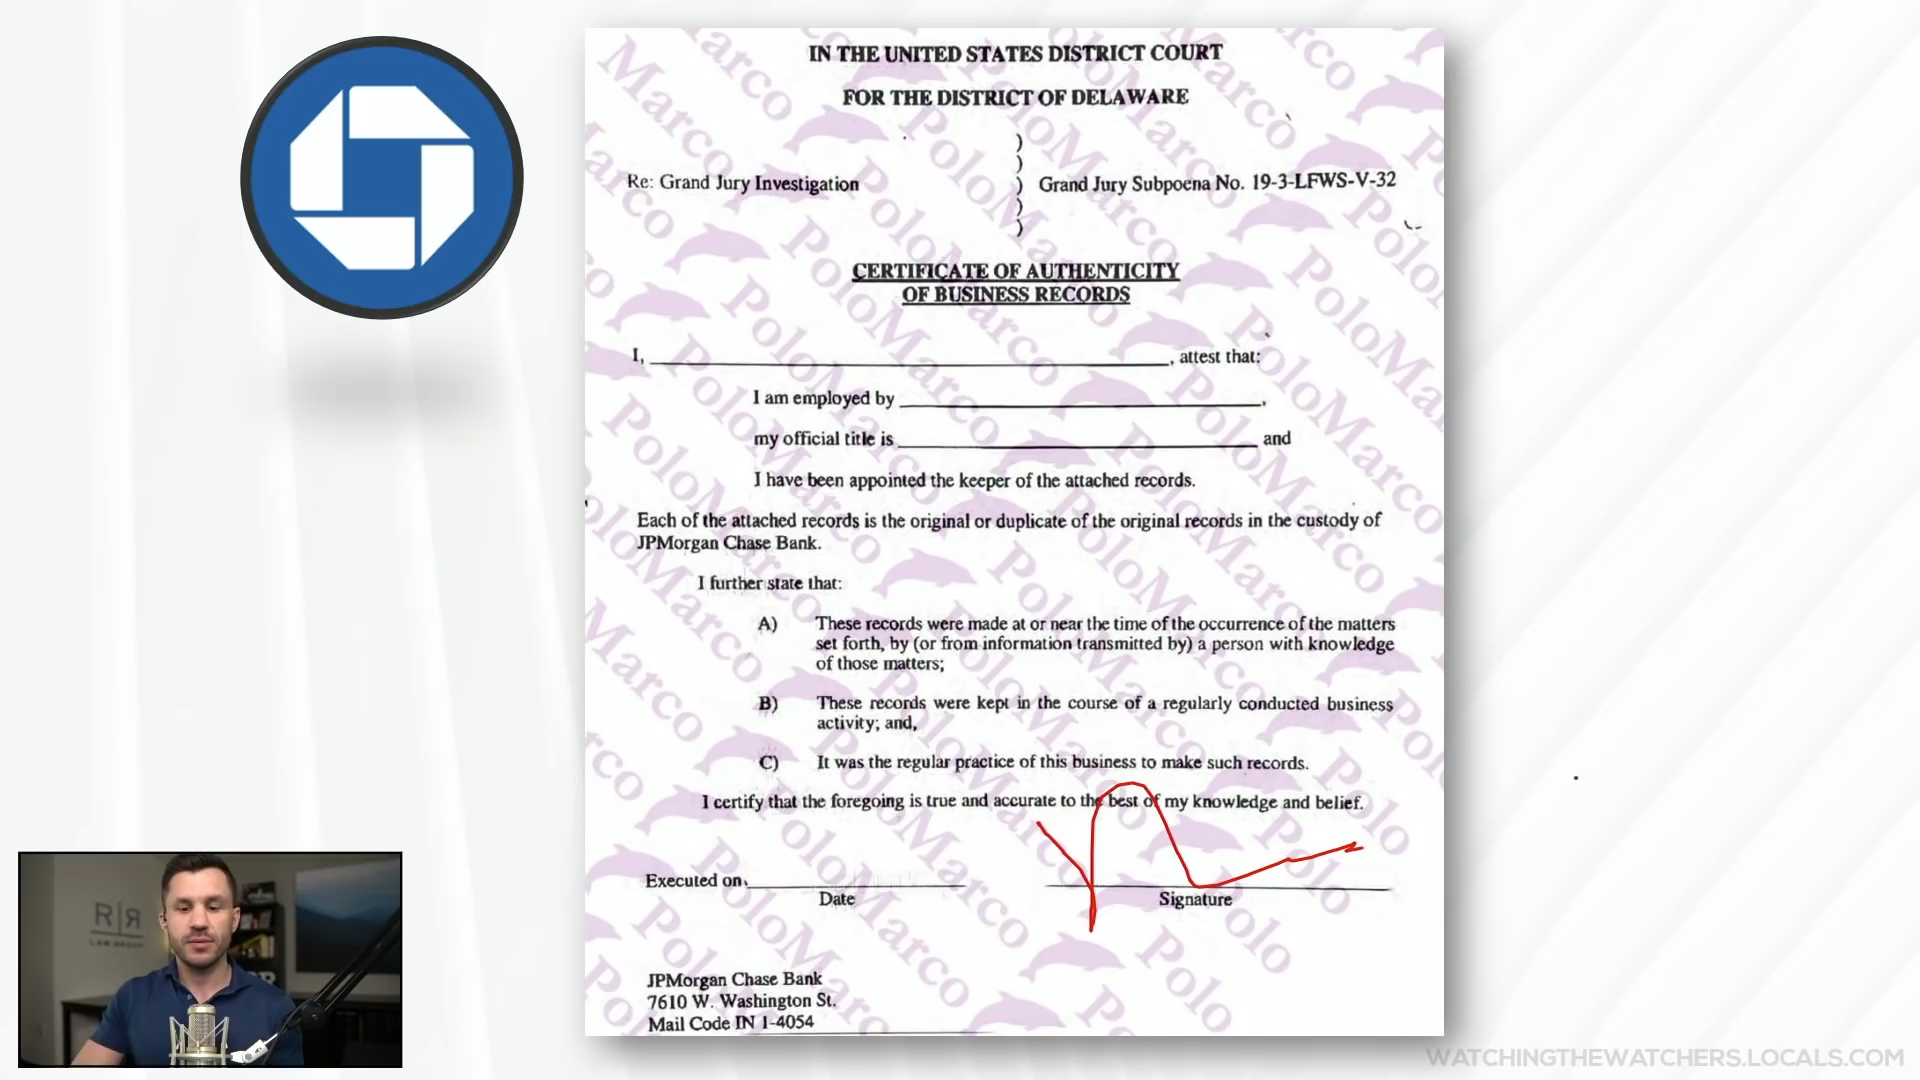 IN THE UNITED STATES DISTRICT COURT
FOR THE DISTRICT OF DELAWARE
)
)
Re: Grand Jury Investigation ) Grand Jury Subpoena No. 19-3-LFWS-V-32
)
)
CERTIFICATE OF AUTHENTICITY
OF BUSINESS RECORDS
I, , attest that:
I am employed by ,
my official title is and
I have been appointed the keeper of the attached records.
Each of the attached records is the original or duplicate of the original records in the custody of
JPMorgan Chase Bank.
I further state that:
A) These records were made at or near the time of the occurrence of the matters
set forth, by (or from information transmitted by) a person with knowledge
of those matters;
B) These records were kept in the course of a regularly conducted business
activity; and,
C) It was the regular practice of this business to make such records.
I certify that the foregoing is true and accurate to the best of my knowledge and belief.
Executed on
Date Signature
JPMorgan Chase Bank
7610 W. Washington St.
Mail Code IN 1-4054
PoloMarco
R|R
LAW GROUP
WATCHINGTHEWATCHERS.LOCALS.COM